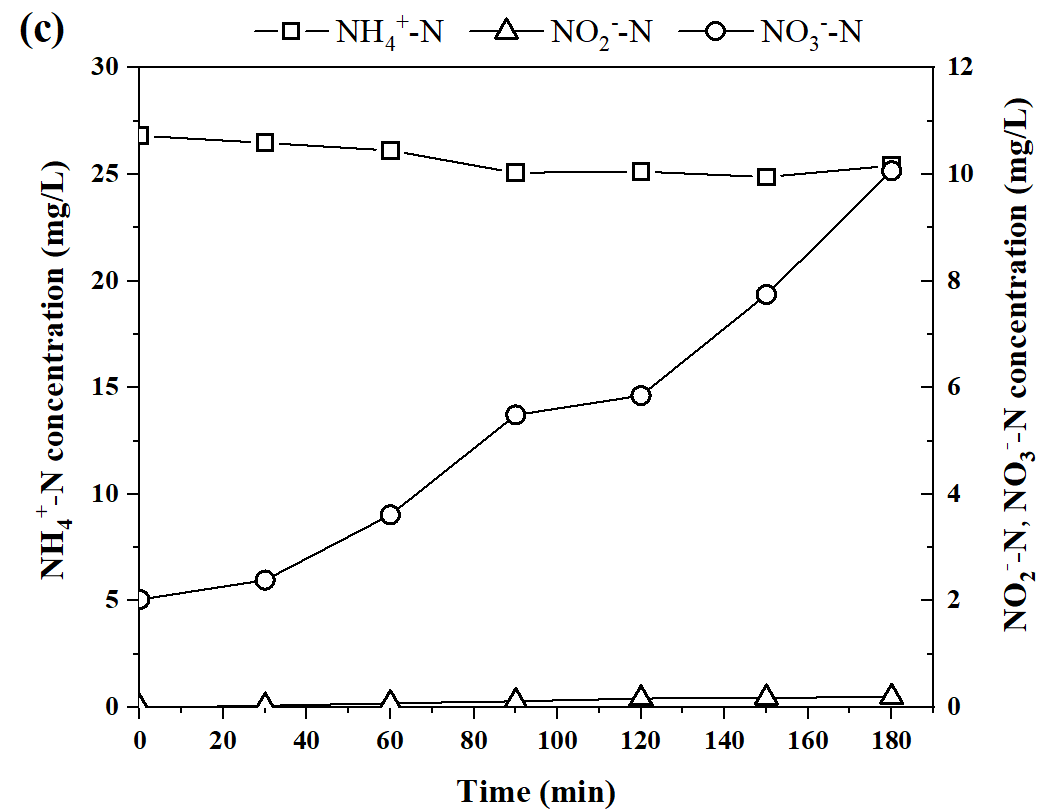 (c)
NH₄⁺-N NO₂⁻-N NO₃⁻-N
30
25
20
15
10
5
0
NH₄⁺-N concentration (mg/L)
12
10
8
6
4
2
0
NO₂⁻-N, NO₃⁻-N concentration (mg/L)
0 20 40 60 80 100 120 140 160 180
Time (min)